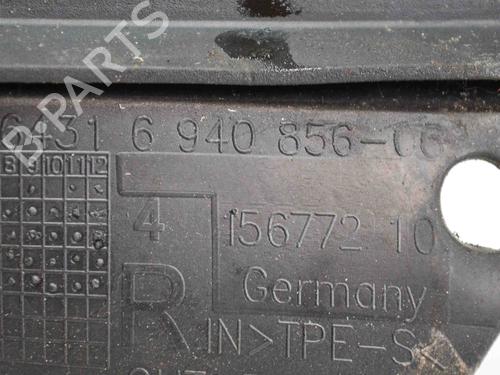 B-PARTS
6431 6 940 856-06
8 9 10 11 12
4
156772 10
R
Germany
IN>TPE-S<